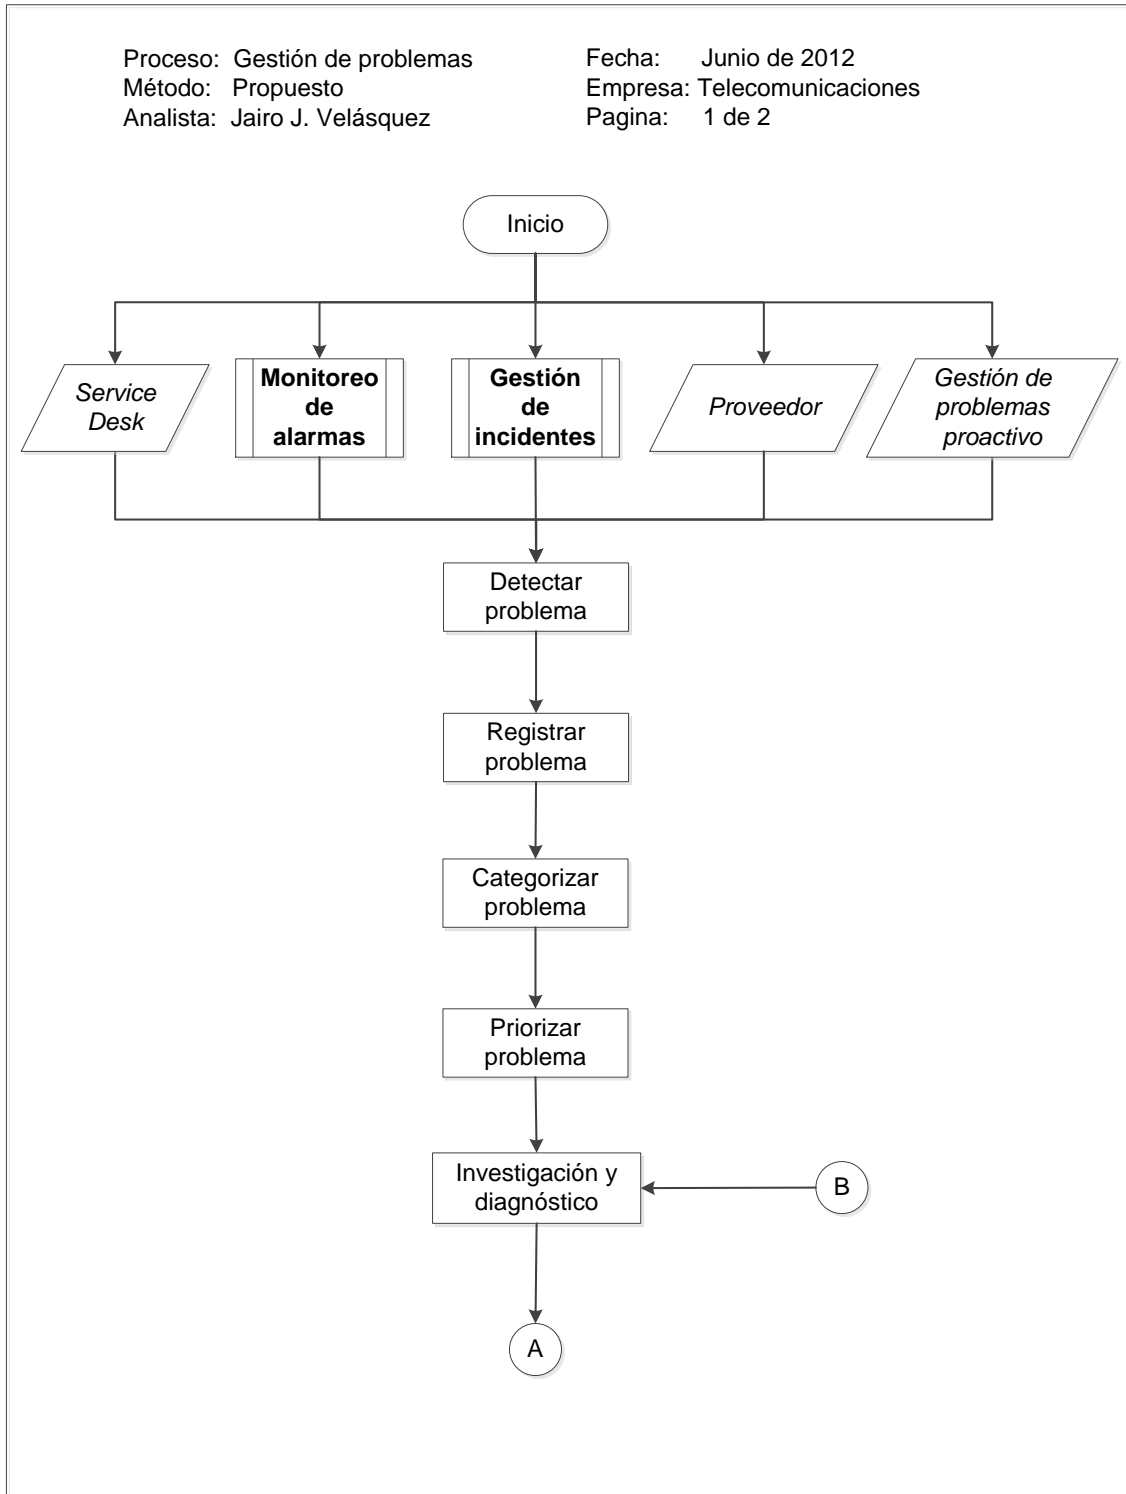 Proceso: Gestión de problemas
Método: Propuesto
Analista: Jairo J. Velásquez
Fecha: Junio de 2012
Empresa: Telecomunicaciones
Pagina: 1 de 2
Inicio
Service
Desk
Monitoreo
de
alarmas
Gestión
de
incidentes
Proveedor
Gestión de
problemas
proactivo
Detectar
problema
Registrar
problema
Categorizar
problema
Priorizar
problema
Investigación y
diagnóstico
B
A